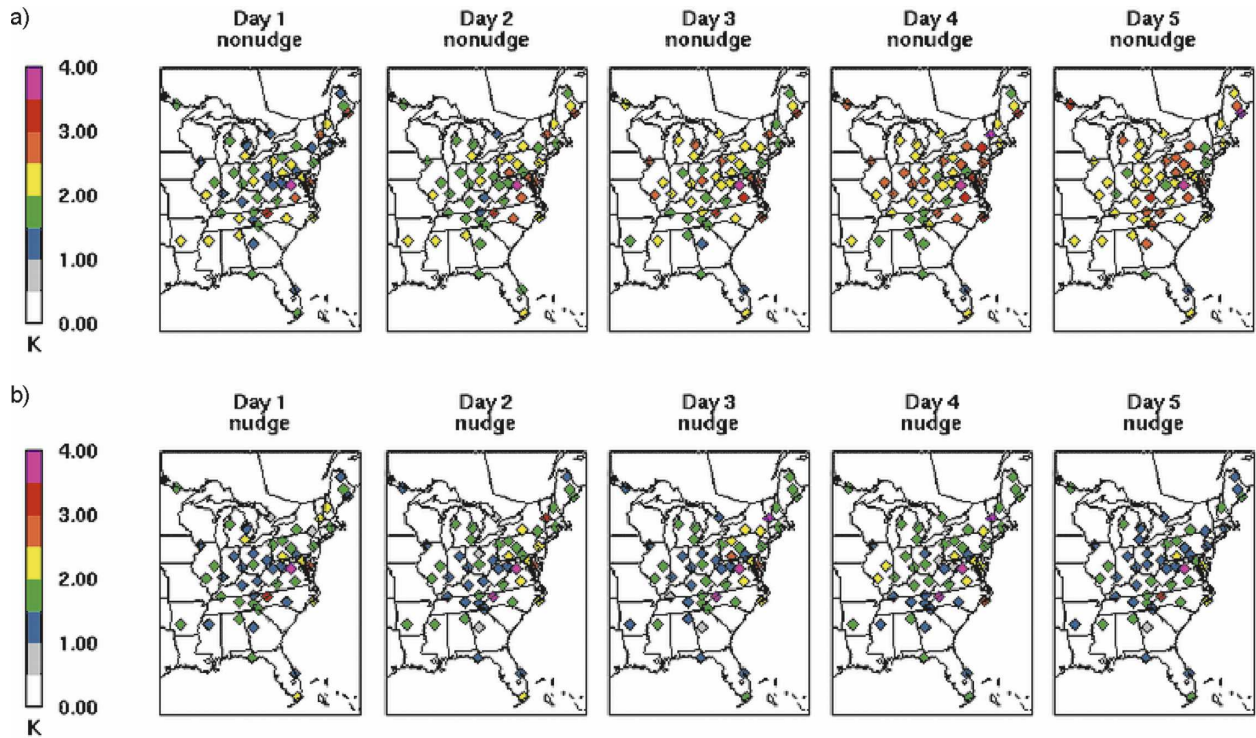 a)
Day 1
nonudge
Day 2
nonudge
Day 3
nonudge
Day 4
nonudge
Day 5
nonudge
4.00
3.00
2.00
1.00
0.00
K
b)
Day 1
nudge
Day 2
nudge
Day 3
nudge
Day 4
nudge
Day 5
nudge
4.00
3.00
2.00
1.00
0.00
K